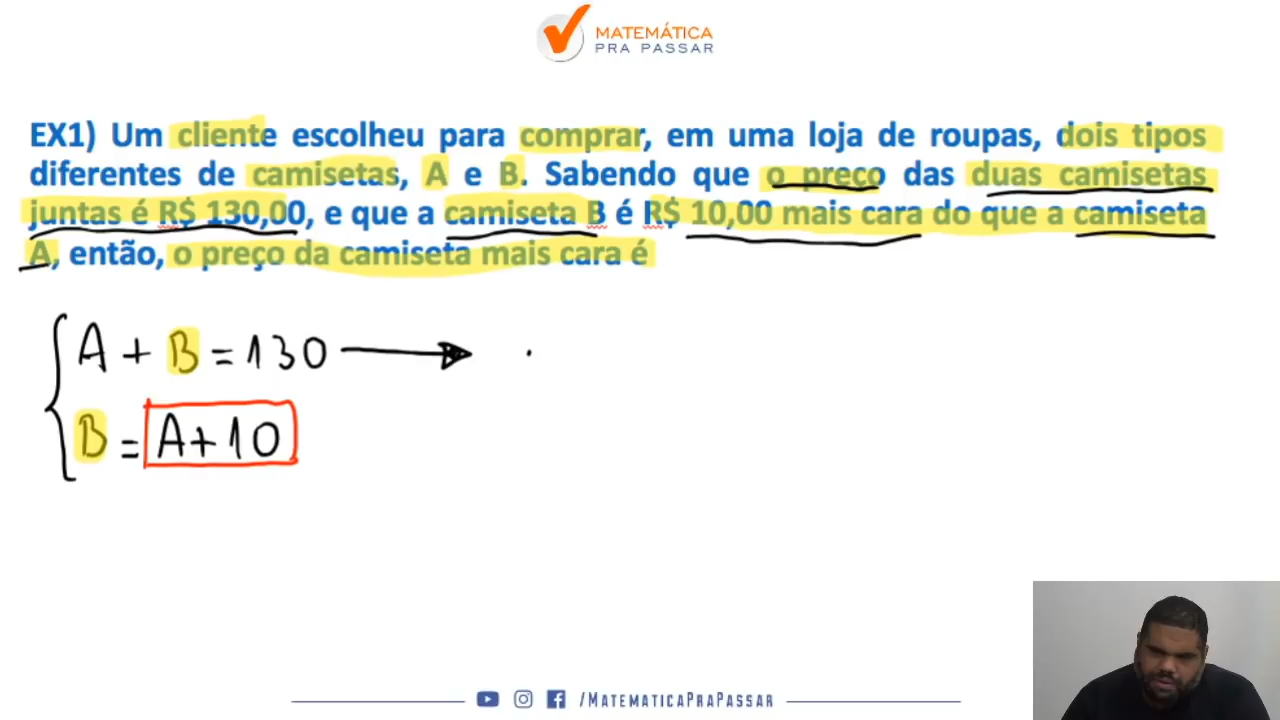 MATEMÁTICA
PRA PASSAR
EX1) Um cliente escolheu para comprar, em uma loja de roupas, dois tipos
diferentes de camisetas, A e B. Sabendo que o preço das duas camisetas
juntas é R$ 130,00, e que a camiseta B é R$ 10,00 mais cara do que a camiseta
A, então, o preço da camiseta mais cara é
A + B = 130
B = A+10
/MATEMATICAPRAPASSAR